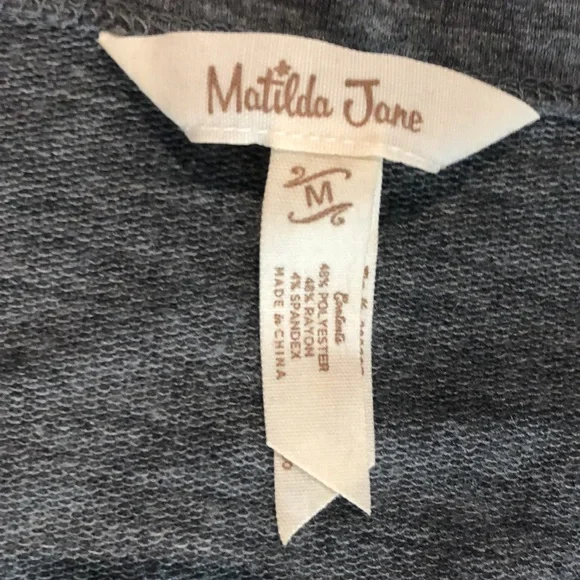 Matilda Jane
M
Contents
48% POLYESTER
48% RAYON
4% SPANDEX
MADE in CHINA